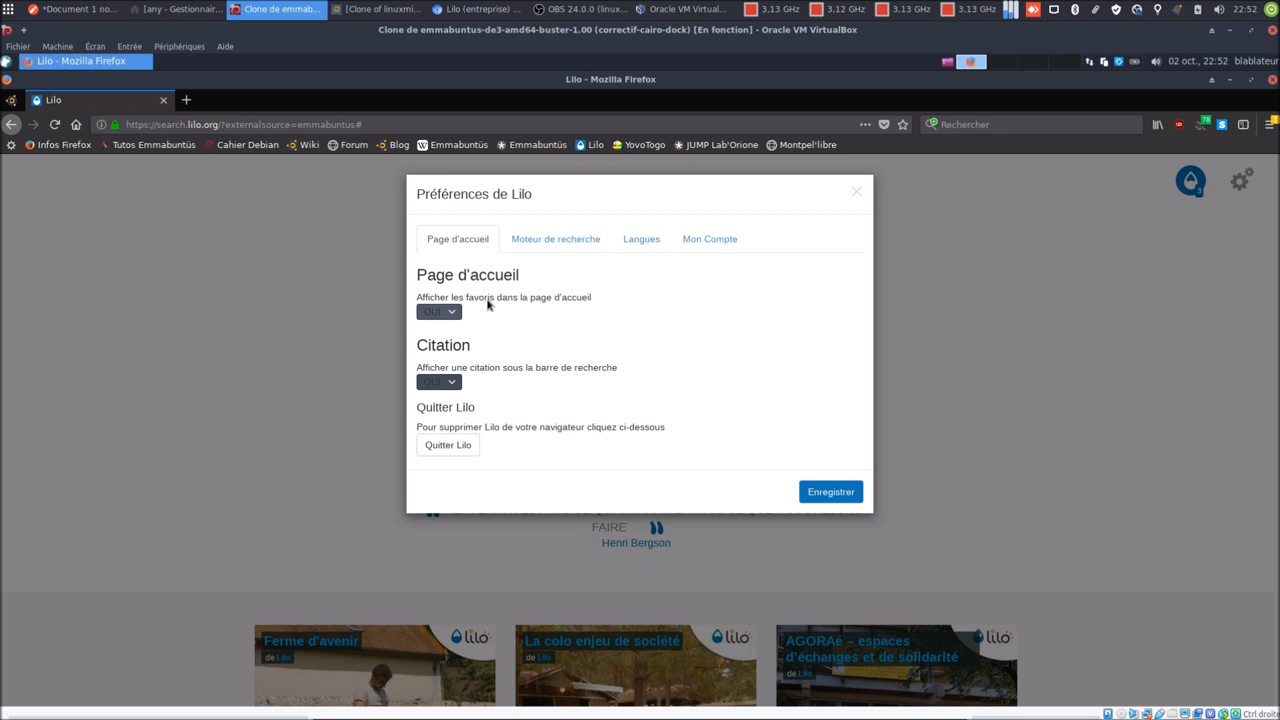 *Document 1 no...
[any - Gestionnair...
Clone de emmab...
[Clone of linuxmi...
Lilo (entreprise) ...
OBS 24.0.0 (linux...
Oracle VM Virtual...
3.13 GHz
3,12 GHz
3,13 GHz
3,13 GHz
22:52
Clone de emmabuntus-de3-amd64-buster-1.00 (correctif-cairo-dock) [En fonction] - Oracle VM VirtualBox
Fichier Machine Écran Entrée Périphériques Aide
Lilo - Mozilla Firefox
02 oct., 22:52 blablateur
Lilo - Mozilla Firefox
Lilo
https://search.lilo.org/?externalsource=emmabuntus#
Rechercher
Infos Firefox
Tutos Emmabuntüs
Cahier Debian
Wiki
Forum
Blog
Emmabuntüs
Emmabuntüs
Lilo
YovoTogo
JUMP Lab'Orione
Montpel'libre
3
Préférences de Lilo
Page d'accueil Moteur de recherche Langues Mon Compte
Page d'accueil
Afficher les favoris dans la page d'accueil
OUI
Citation
Afficher une citation sous la barre de recherche
OUI
Quitter Lilo
Pour supprimer Lilo de votre navigateur cliquez ci-dessous
Quitter Lilo
Enregistrer
FAIRE
Henri Bergson
Ferme d'avenir
de Lilo
lilo
La colo enjeu de société
de Lilo
lilo
AGORAé – espaces
d'échanges et de solidarité
de Lilo
lilo
Ctrl droite